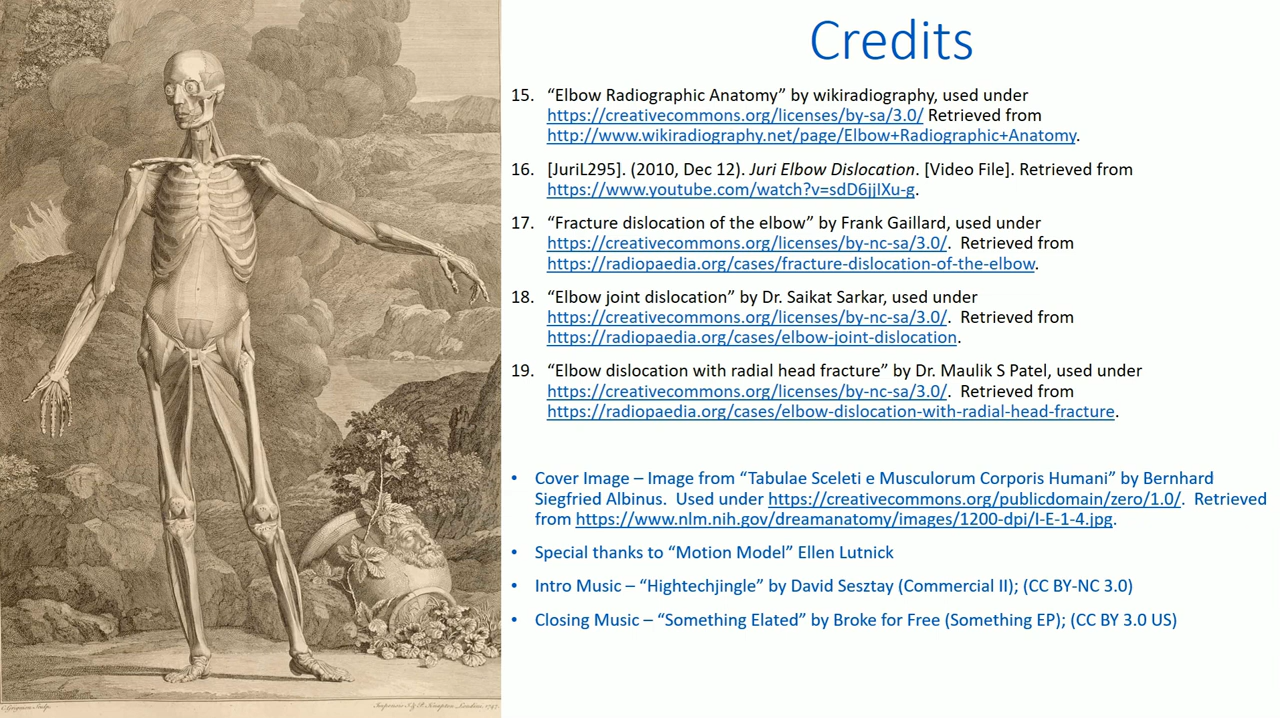 Credits
15. “Elbow Radiographic Anatomy” by wikiradiography, used under
https://creativecommons.org/licenses/by-sa/3.0/ Retrieved from
http://www.wikiradiography.net/page/Elbow+Radiographic+Anatomy.
16. [JuriL295]. (2010, Dec 12). Juri Elbow Dislocation. [Video File]. Retrieved from
https://www.youtube.com/watch?v=sdD6jjIXu-g.
17. “Fracture dislocation of the elbow” by Frank Gaillard, used under
https://creativecommons.org/licenses/by-nc-sa/3.0/.  Retrieved from
https://radiopaedia.org/cases/fracture-dislocation-of-the-elbow.
18. “Elbow joint dislocation” by Dr. Saikat Sarkar, used under
https://creativecommons.org/licenses/by-nc-sa/3.0/.  Retrieved from
https://radiopaedia.org/cases/elbow-joint-dislocation.
19. “Elbow dislocation with radial head fracture” by Dr. Maulik S Patel, used under
https://creativecommons.org/licenses/by-nc-sa/3.0/.  Retrieved from
https://radiopaedia.org/cases/elbow-dislocation-with-radial-head-fracture.
• Cover Image – Image from “Tabulae Sceleti e Musculorum Corporis Humani” by Bernhard
Siegfried Albinus.  Used under https://creativecommons.org/publicdomain/zero/1.0/.  Retrieved
from https://www.nlm.nih.gov/dreamanatomy/images/1200-dpi/I-E-1-4.jpg.
• Special thanks to “Motion Model” Ellen Lutnick
• Intro Music – “Hightechjingle” by David Sesztay (Commercial II); (CC BY-NC 3.0)
• Closing Music – “Something Elated” by Broke for Free (Something EP); (CC BY 3.0 US)